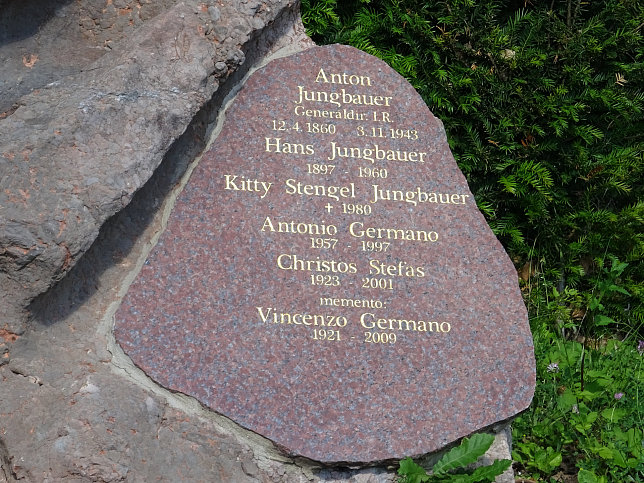 Anton
Jungbauer
Generaldir. I.R.
12.4.1860 3.11.1943
Hans Jungbauer
1897 - 1960
Kitty Stengel Jungbauer
† 1980
Antonio Germano
1957 - 1997
Christos Stefas
1923 - 2001
memento:
Vincenzo Germano
1921 - 2009